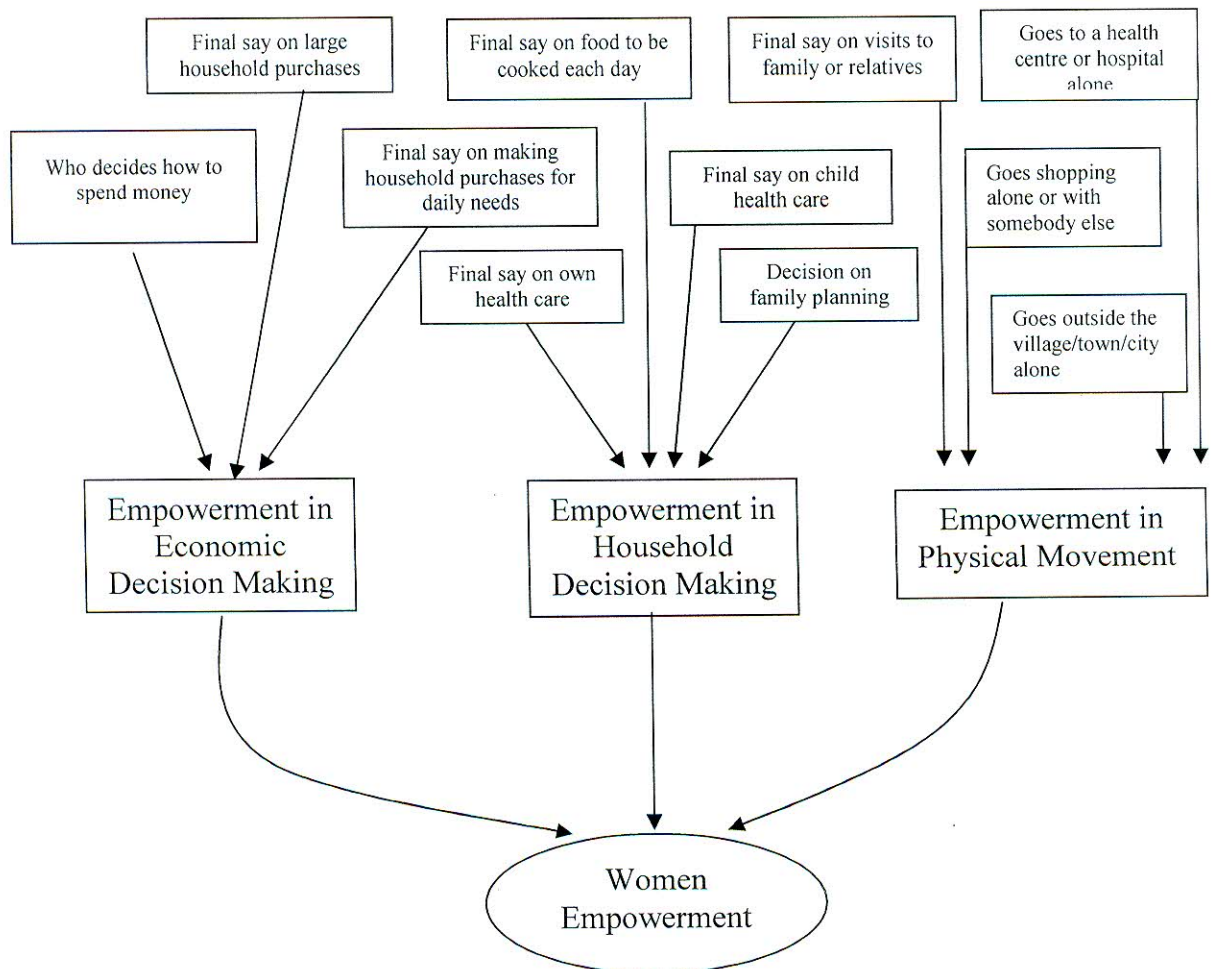 Final say on large
household purchases
Final say on food to be
cooked each day
Final say on visits to
family or relatives
Goes to a health
centre or hospital
alone
Who decides how to
spend money
Final say on making
household purchases for
daily needs
Final say on child
health care
Goes shopping
alone or with
somebody else
Final say on own
health care
Decision on
family planning
Goes outside the
village/town/city
alone
Empowerment in
Economic
Decision Making
Empowerment in
Household
Decision Making
Empowerment in
Physical Movement
Women
Empowerment